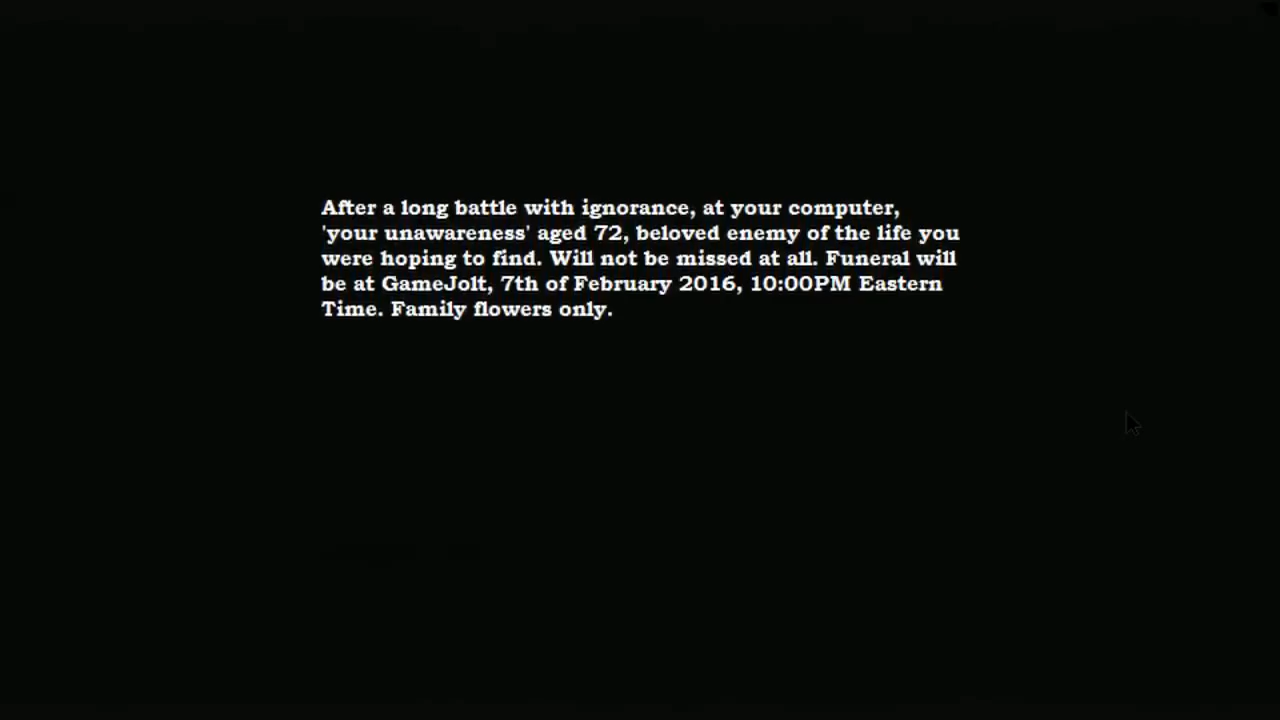 After a long battle with ignorance, at your computer,
'your unawareness' aged 72, beloved enemy of the life you
were hoping to find. Will not be missed at all. Funeral will
be at GameJolt, 7th of February 2016, 10:00PM Eastern
Time. Family flowers only.